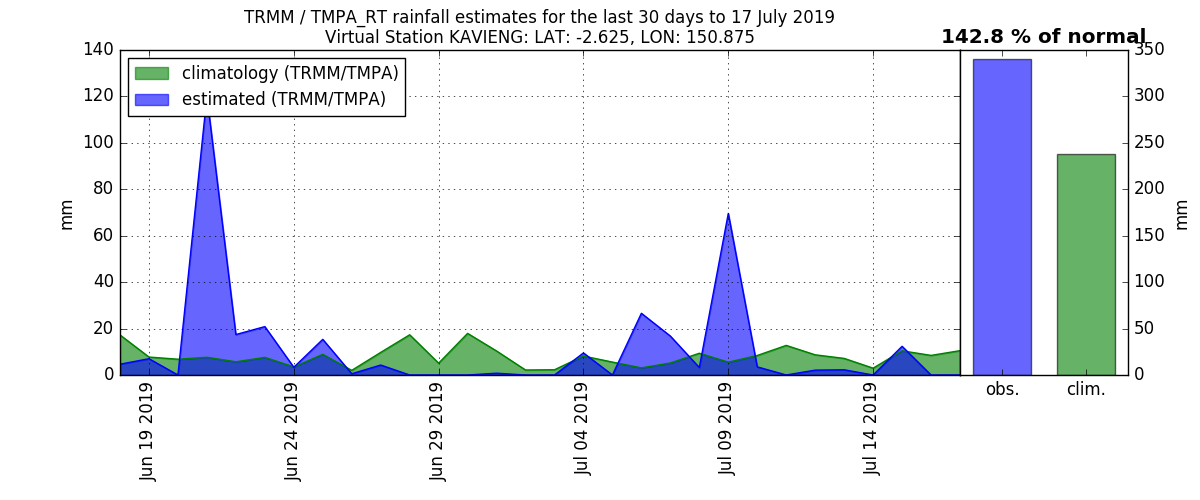 TRMM / TMPA_RT rainfall estimates for the last 30 days to 17 July 2019
Virtual Station KAVIENG: LAT: -2.625, LON: 150.875
142.8 % of normal
climatology (TRMM/TMPA)
estimated (TRMM/TMPA)
mm
140
120
100
80
60
40
20
0
Jun 19 2019
Jun 24 2019
Jun 29 2019
Jul 04 2019
Jul 09 2019
Jul 14 2019
350
300
250
200
150
100
50
0
mm
obs.
clim.